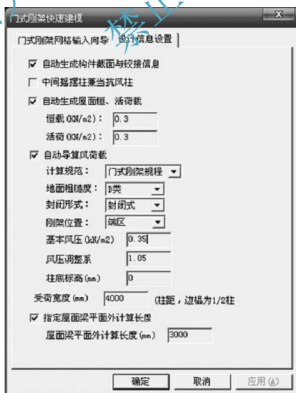 门式刚架快速建模
门式刚架网格输入向导 设计信息设置
自动生成构件截面与铰接信息
中间摇摆柱兼当抗风柱
自动生成屋面恒、活荷载
恒载(KN/m2): 0.3
活荷(KN/m2): 0.3
自动导算风荷载
计算规范: 门式刚架规程
地面粗糙度: B类
封闭形式: 封闭式
刚架位置: 端区
基本风压(kN/m2) 0.35
风压调整系 1.05
柱底标高(mm) 0
受荷宽度(mm) 4000 (柱距,边榀为1/2柱
指定屋面梁平面外计算长度
屋面梁平面外计算长度(mm) 3000
确定 取消 应用(A)
禁止